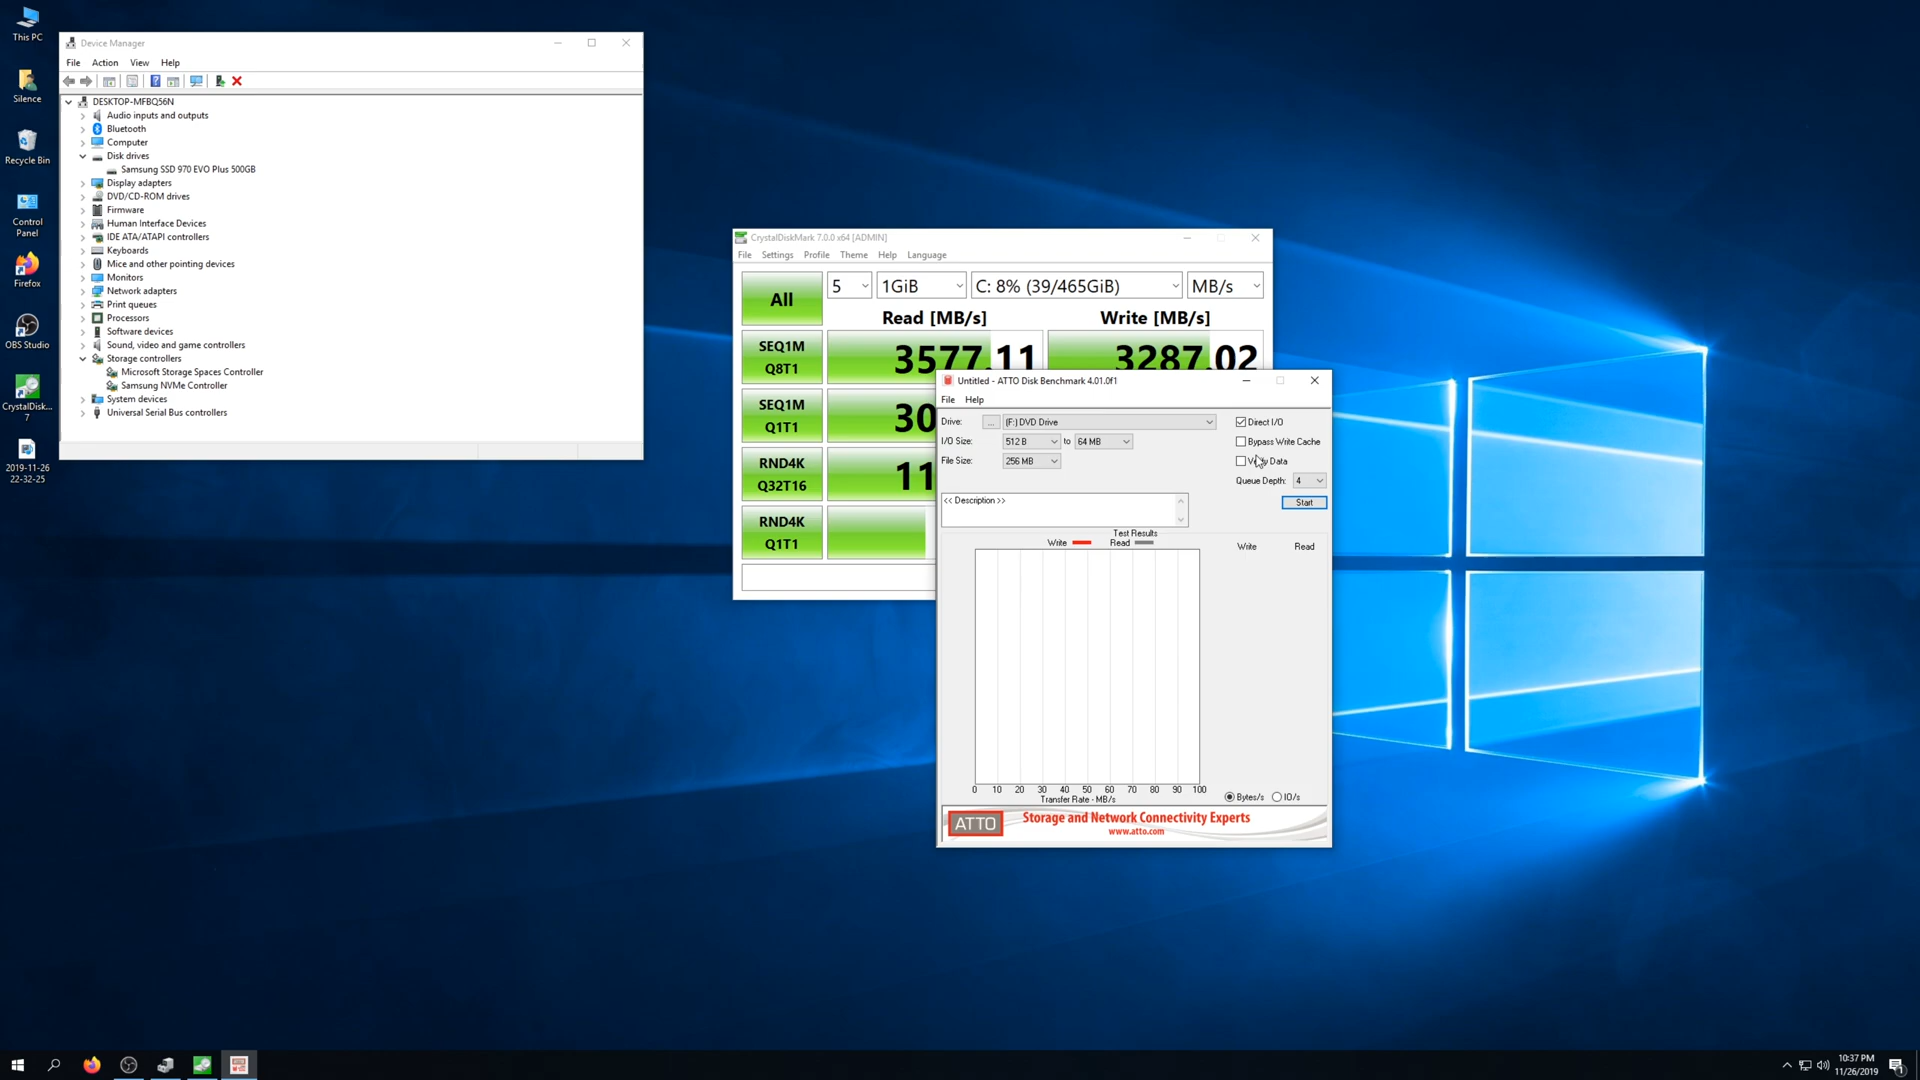 This PC
Silence
Recycle Bin
Control
Panel
Firefox
OBS Studio
CrystalDisk...
7
2019-11-26
22-32-25
Device Manager
File Action View Help
DESKTOP-MFBQ56N
Audio inputs and outputs
Bluetooth
Computer
Disk drives
Samsung SSD 970 EVO Plus 500GB
Display adapters
DVD/CD-ROM drives
Firmware
Human Interface Devices
IDE ATA/ATAPI controllers
Keyboards
Mice and other pointing devices
Monitors
Network adapters
Print queues
Processors
Software devices
Sound, video and game controllers
Storage controllers
Microsoft Storage Spaces Controller
Samsung NVMe Controller
System devices
Universal Serial Bus controllers
CrystalDiskMark 7.0.0 x64 [ADMIN]
File Settings Profile Theme Help Language
All 5 1GiB C: 8% (39/465GiB) MB/s
Read [MB/s] Write [MB/s]
SEQ1M
Q8T1
3577.11 3287.02
SEQ1M
Q1T1
30
RND4K
Q32T16
11
RND4K
Q1T1
Untitled - ATTO Disk Benchmark 4.01.0f1
File Help
Drive: ... (F:) DVD Drive
I/O Size: 512 B to 64 MB
File Size: 256 MB
Direct I/O
Bypass Write Cache
Data
Queue Depth: 4
Start
<< Description >>
Test Results
Write Read
Write Read
0 10 20 30 40 50 60 70 80 90 100
Transfer Rate - MB/s
Bytes/s IO/s
ATTO
Storage and Network Connectivity Experts
www.atto.com
10:37 PM
11/26/2019